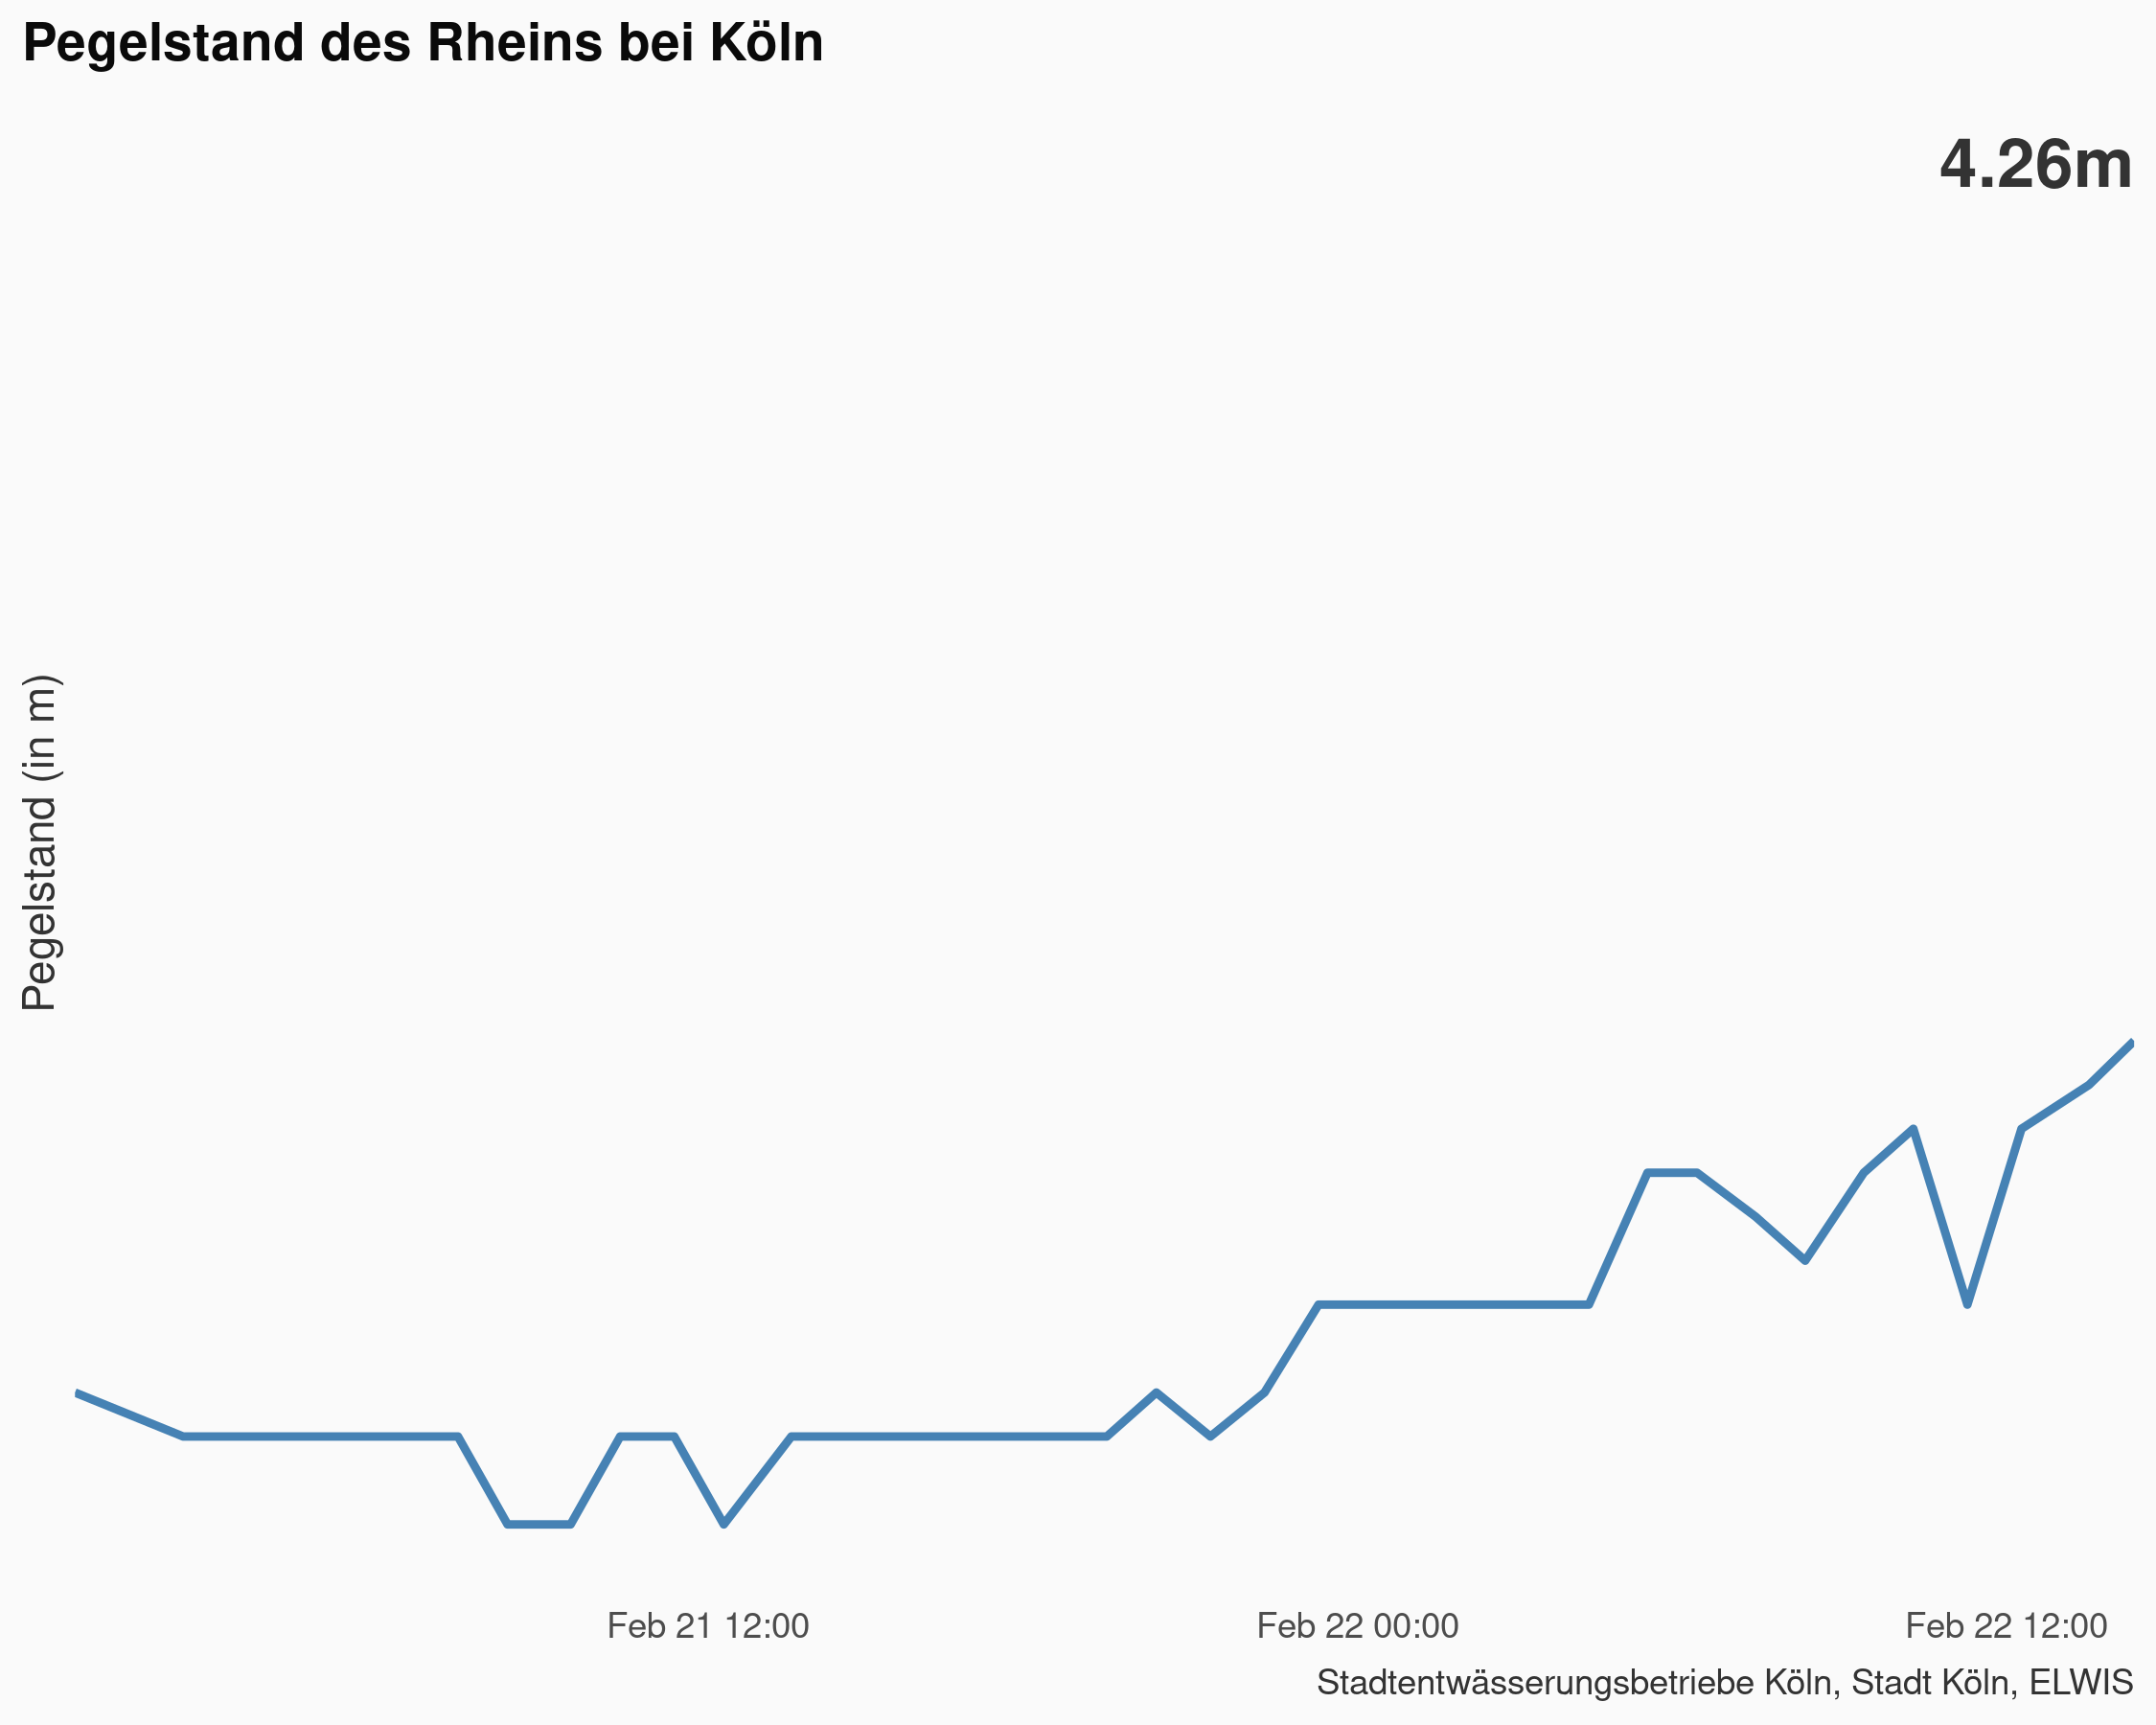 Pegelstand des Rheins bei Köln
4.26m
Pegelstand (in m)
Feb 21 12:00
Feb 22 00:00
Feb 22 12:00
Stadtentwässerungsbetriebe Köln, Stadt Köln, ELWIS